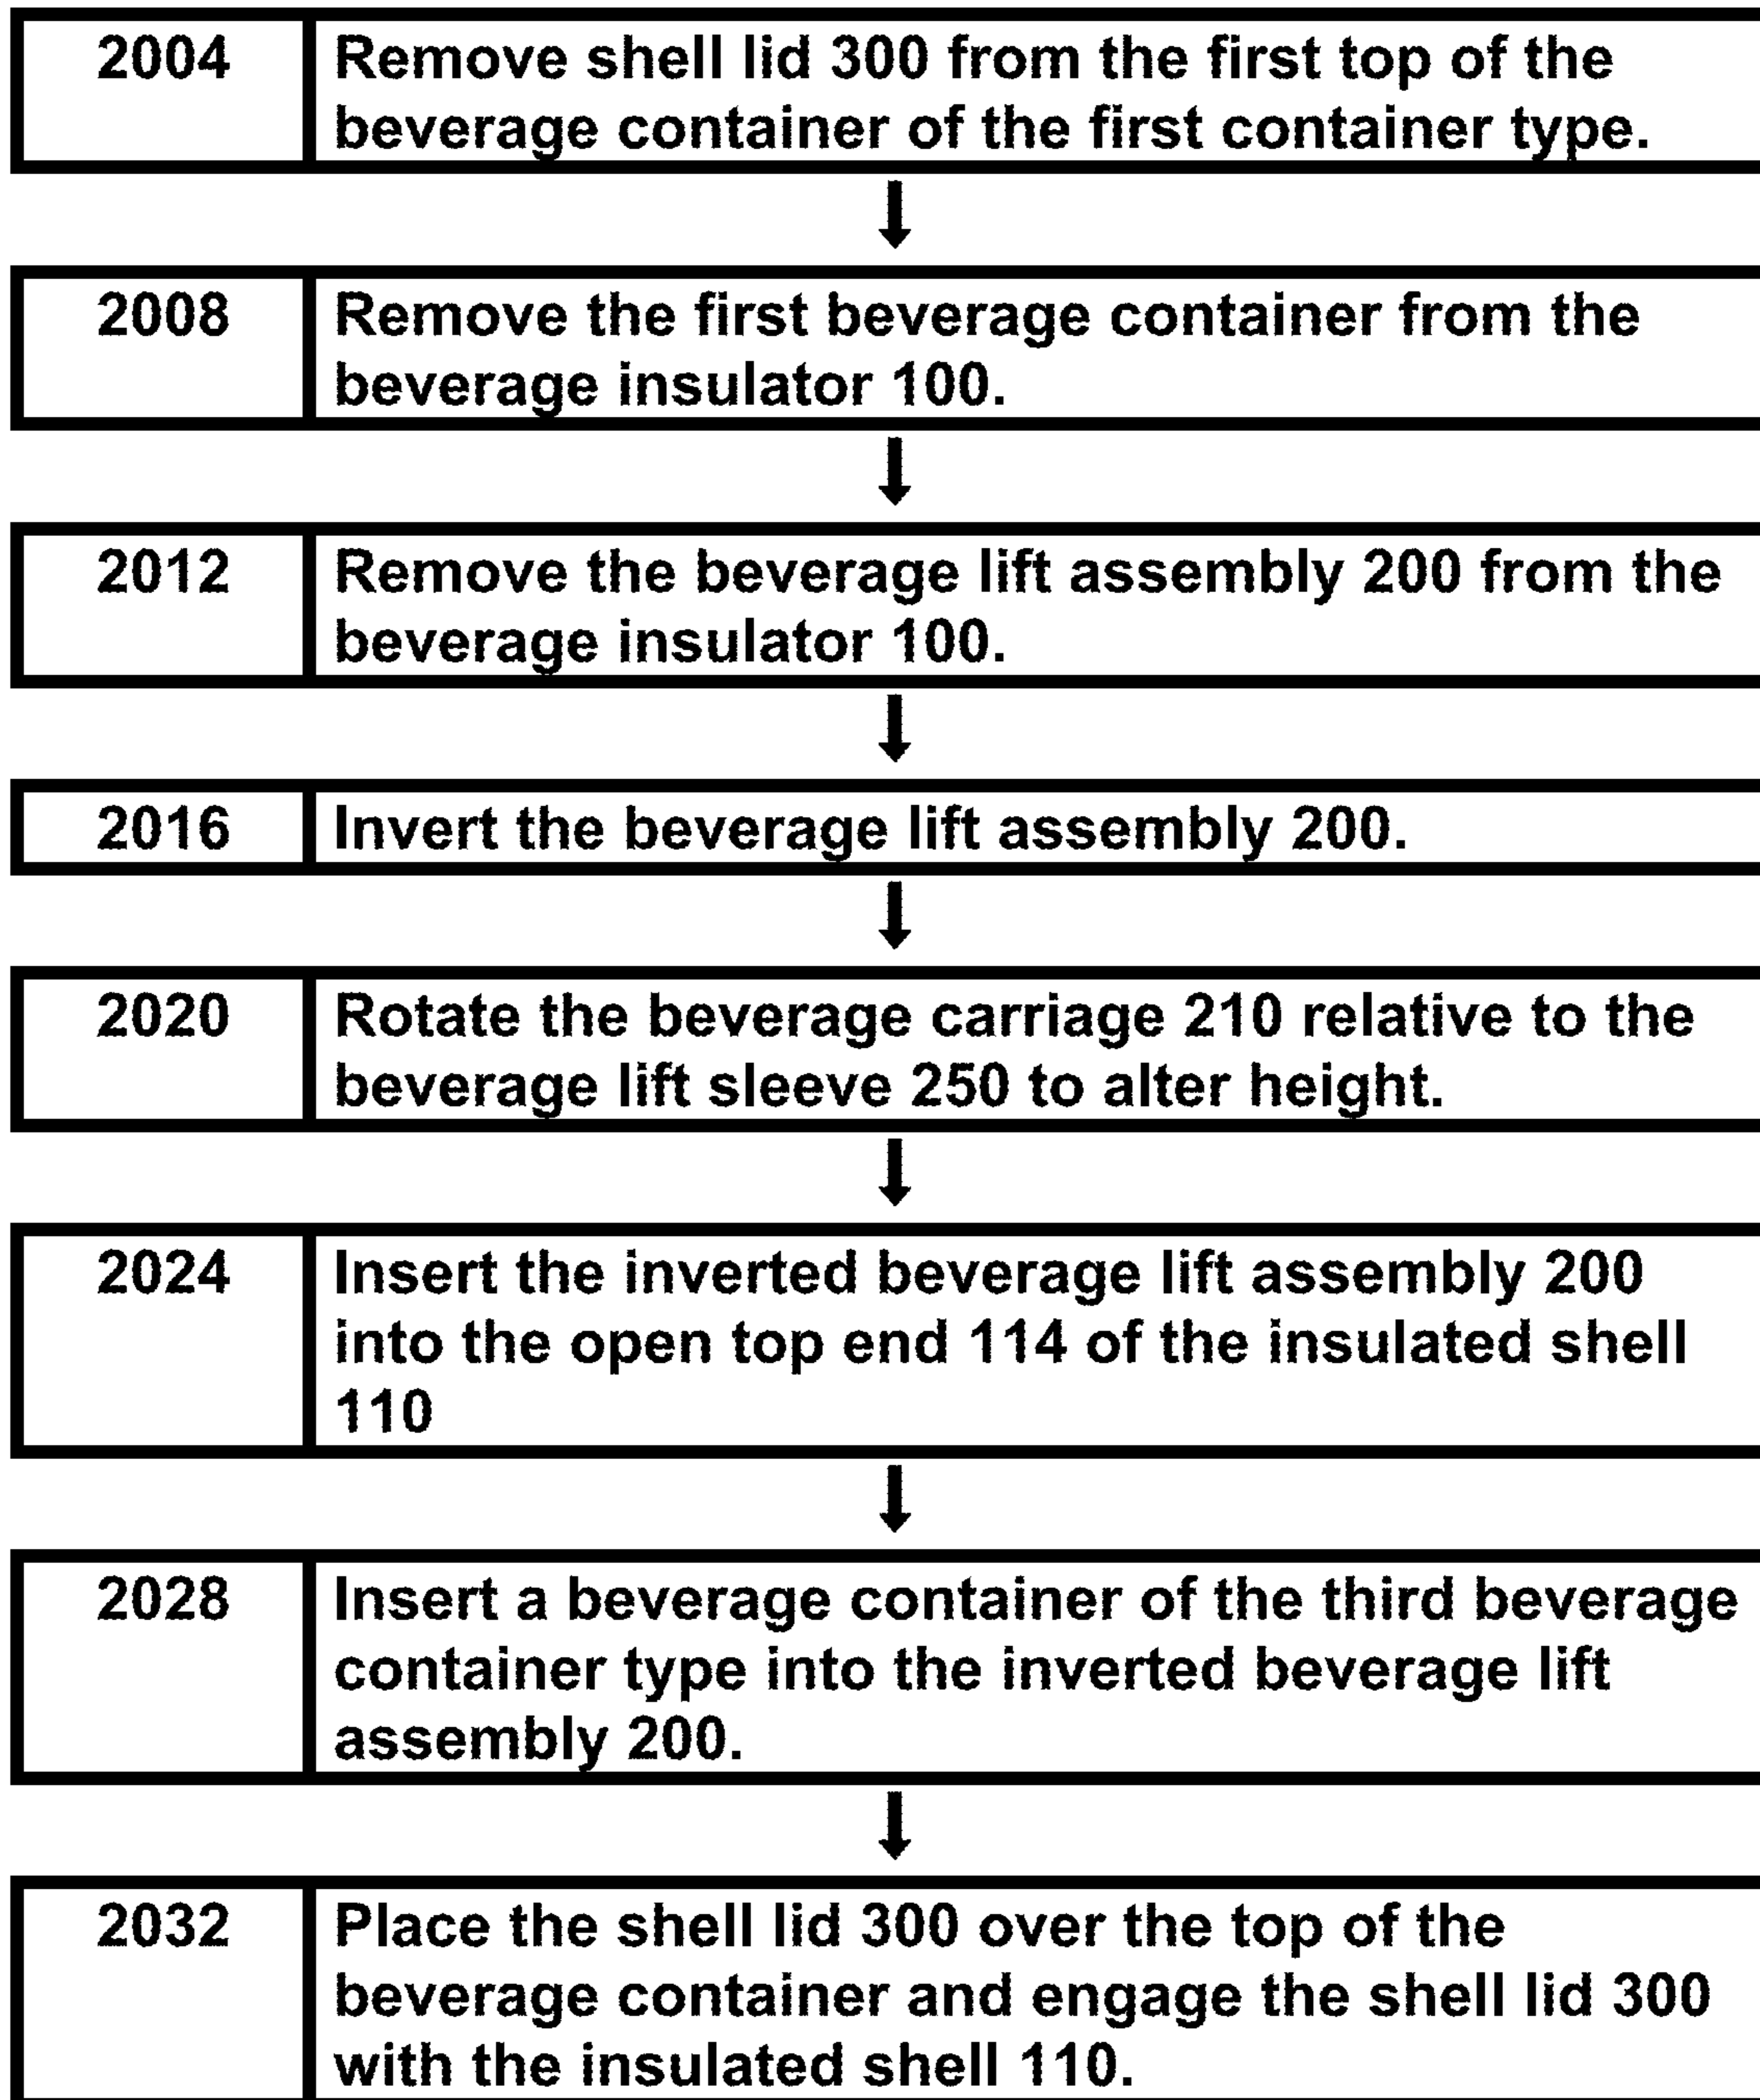 2004 Remove shell lid 300 from the first top of the
beverage container of the first container type.
2008 Remove the first beverage container from the
beverage insulator 100.
2012 Remove the beverage lift assembly 200 from the
beverage insulator 100.
2016 Invert the beverage lift assembly 200.
2020 Rotate the beverage carriage 210 relative to the
beverage lift sleeve 250 to alter height.
2024 Insert the inverted beverage lift assembly 200
into the open top end 114 of the insulated shell
110
2028 Insert a beverage container of the third beverage
container type into the inverted beverage lift
assembly 200.
2032 Place the shell lid 300 over the top of the
beverage container and engage the shell lid 300
with the insulated shell 110.